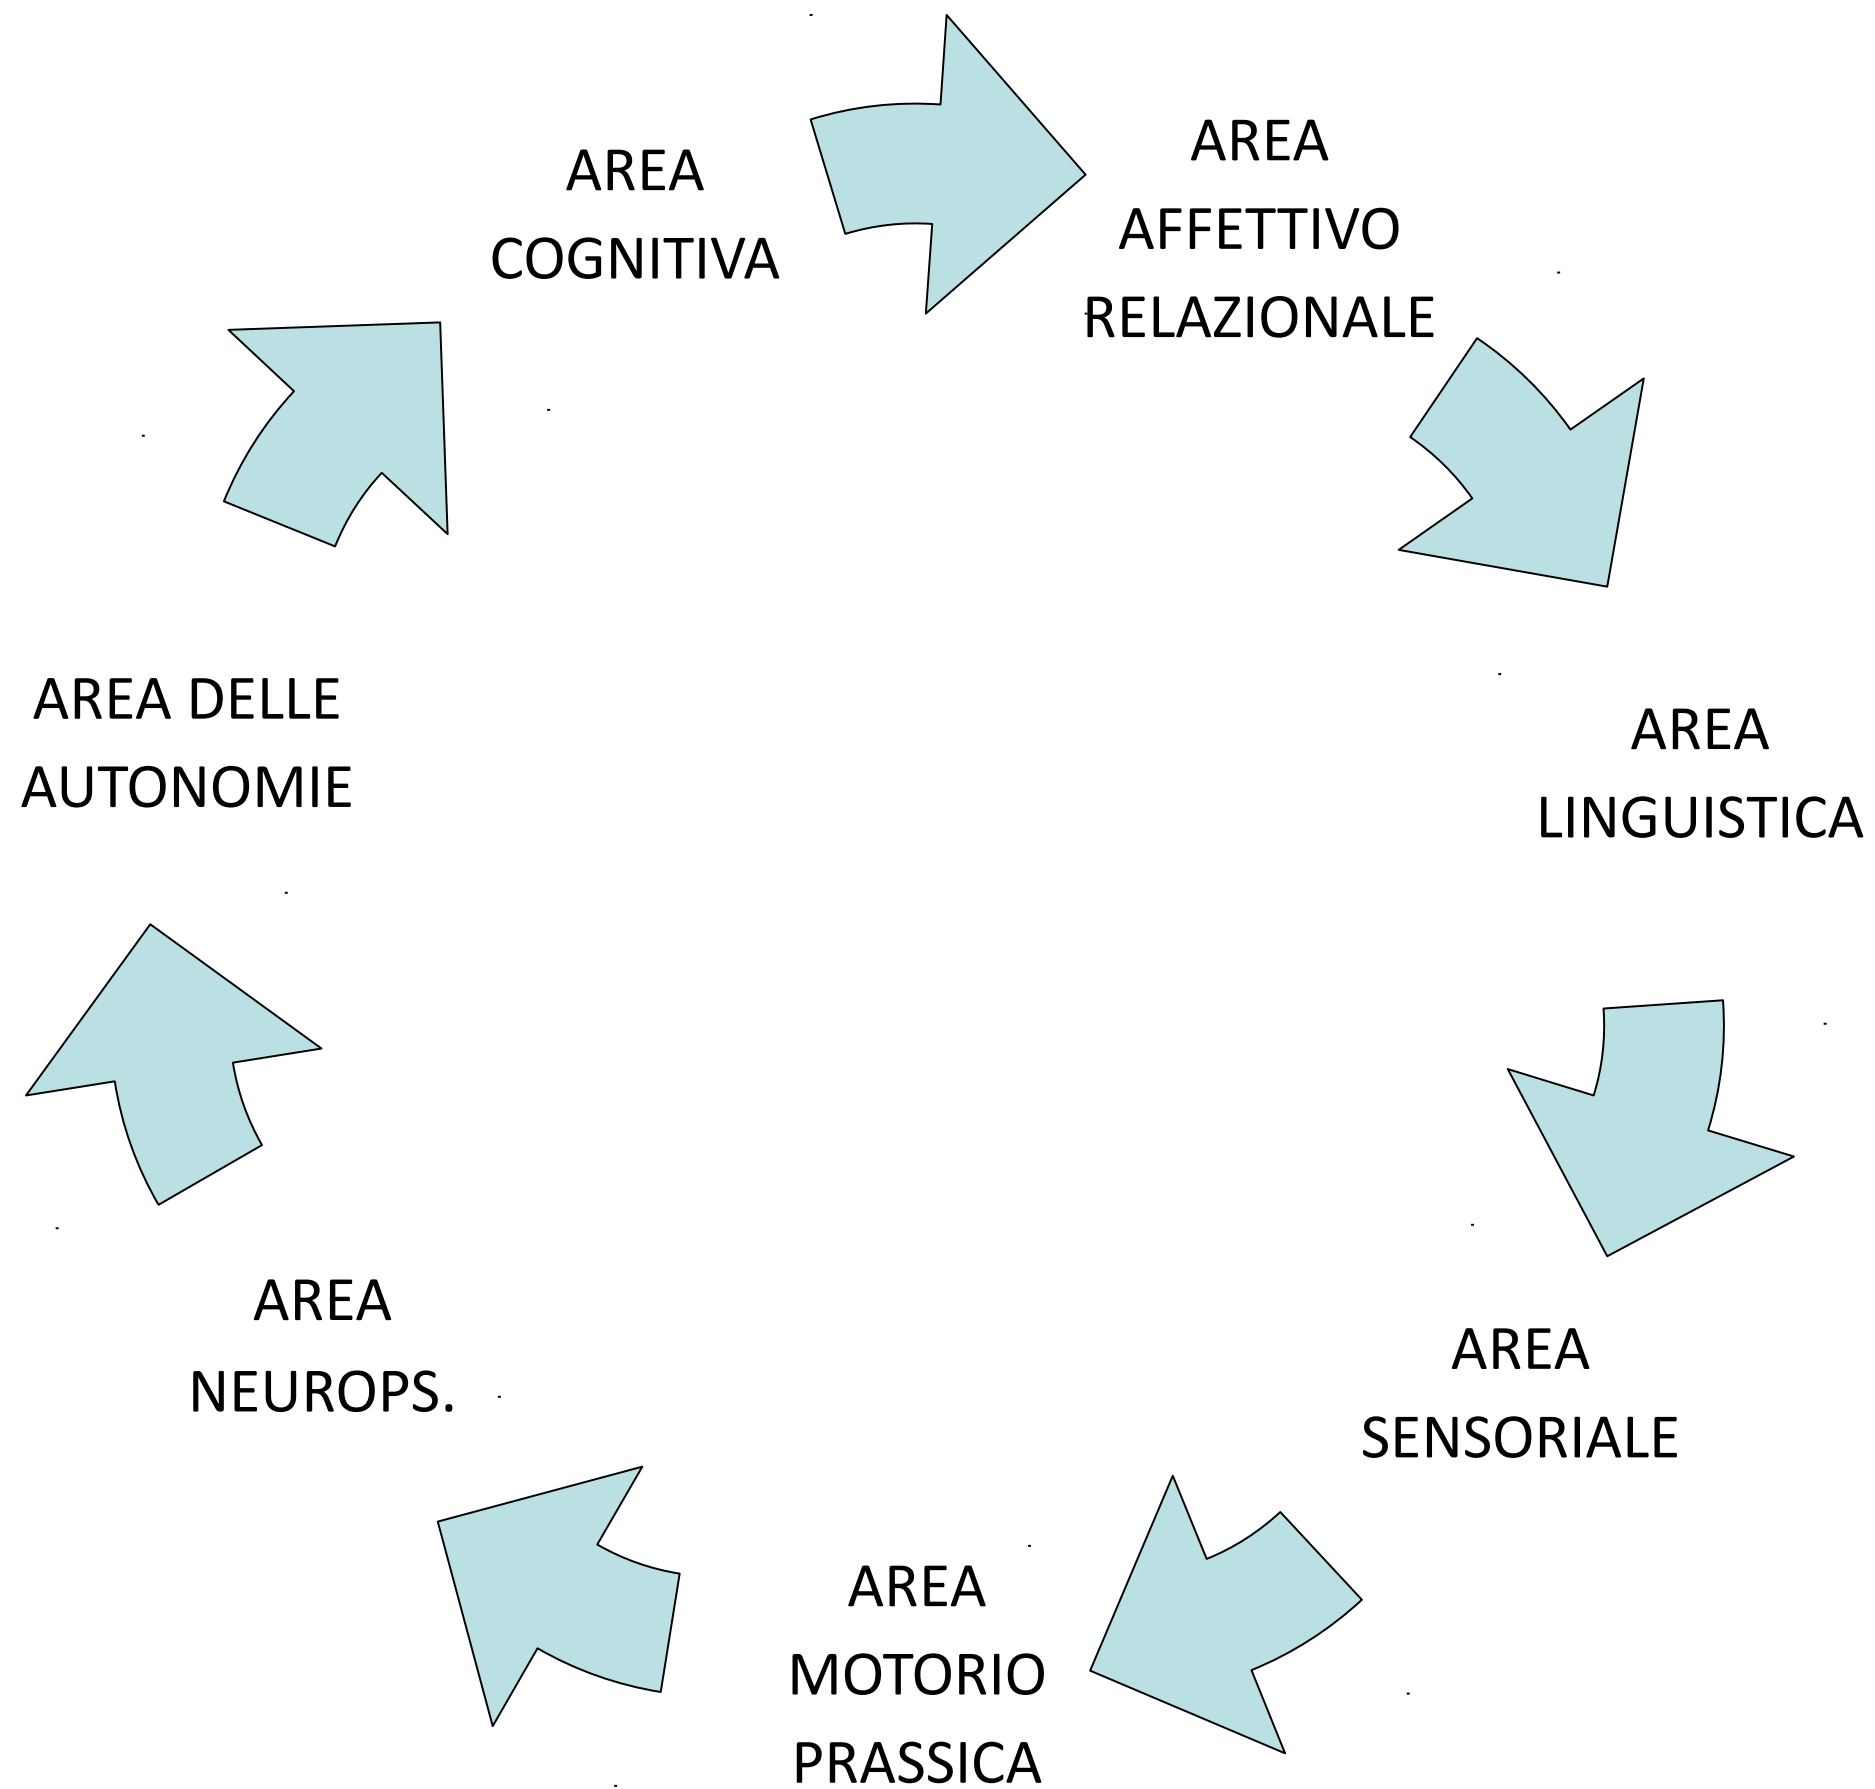 AREA
COGNITIVA
AREA
AFFETTIVO
RELAZIONALE
AREA
LINGUISTICA
AREA
SENSORIALE
AREA
MOTORIO
PRASSICA
AREA
NEUROPS.
AREA DELLE
AUTONOMIE